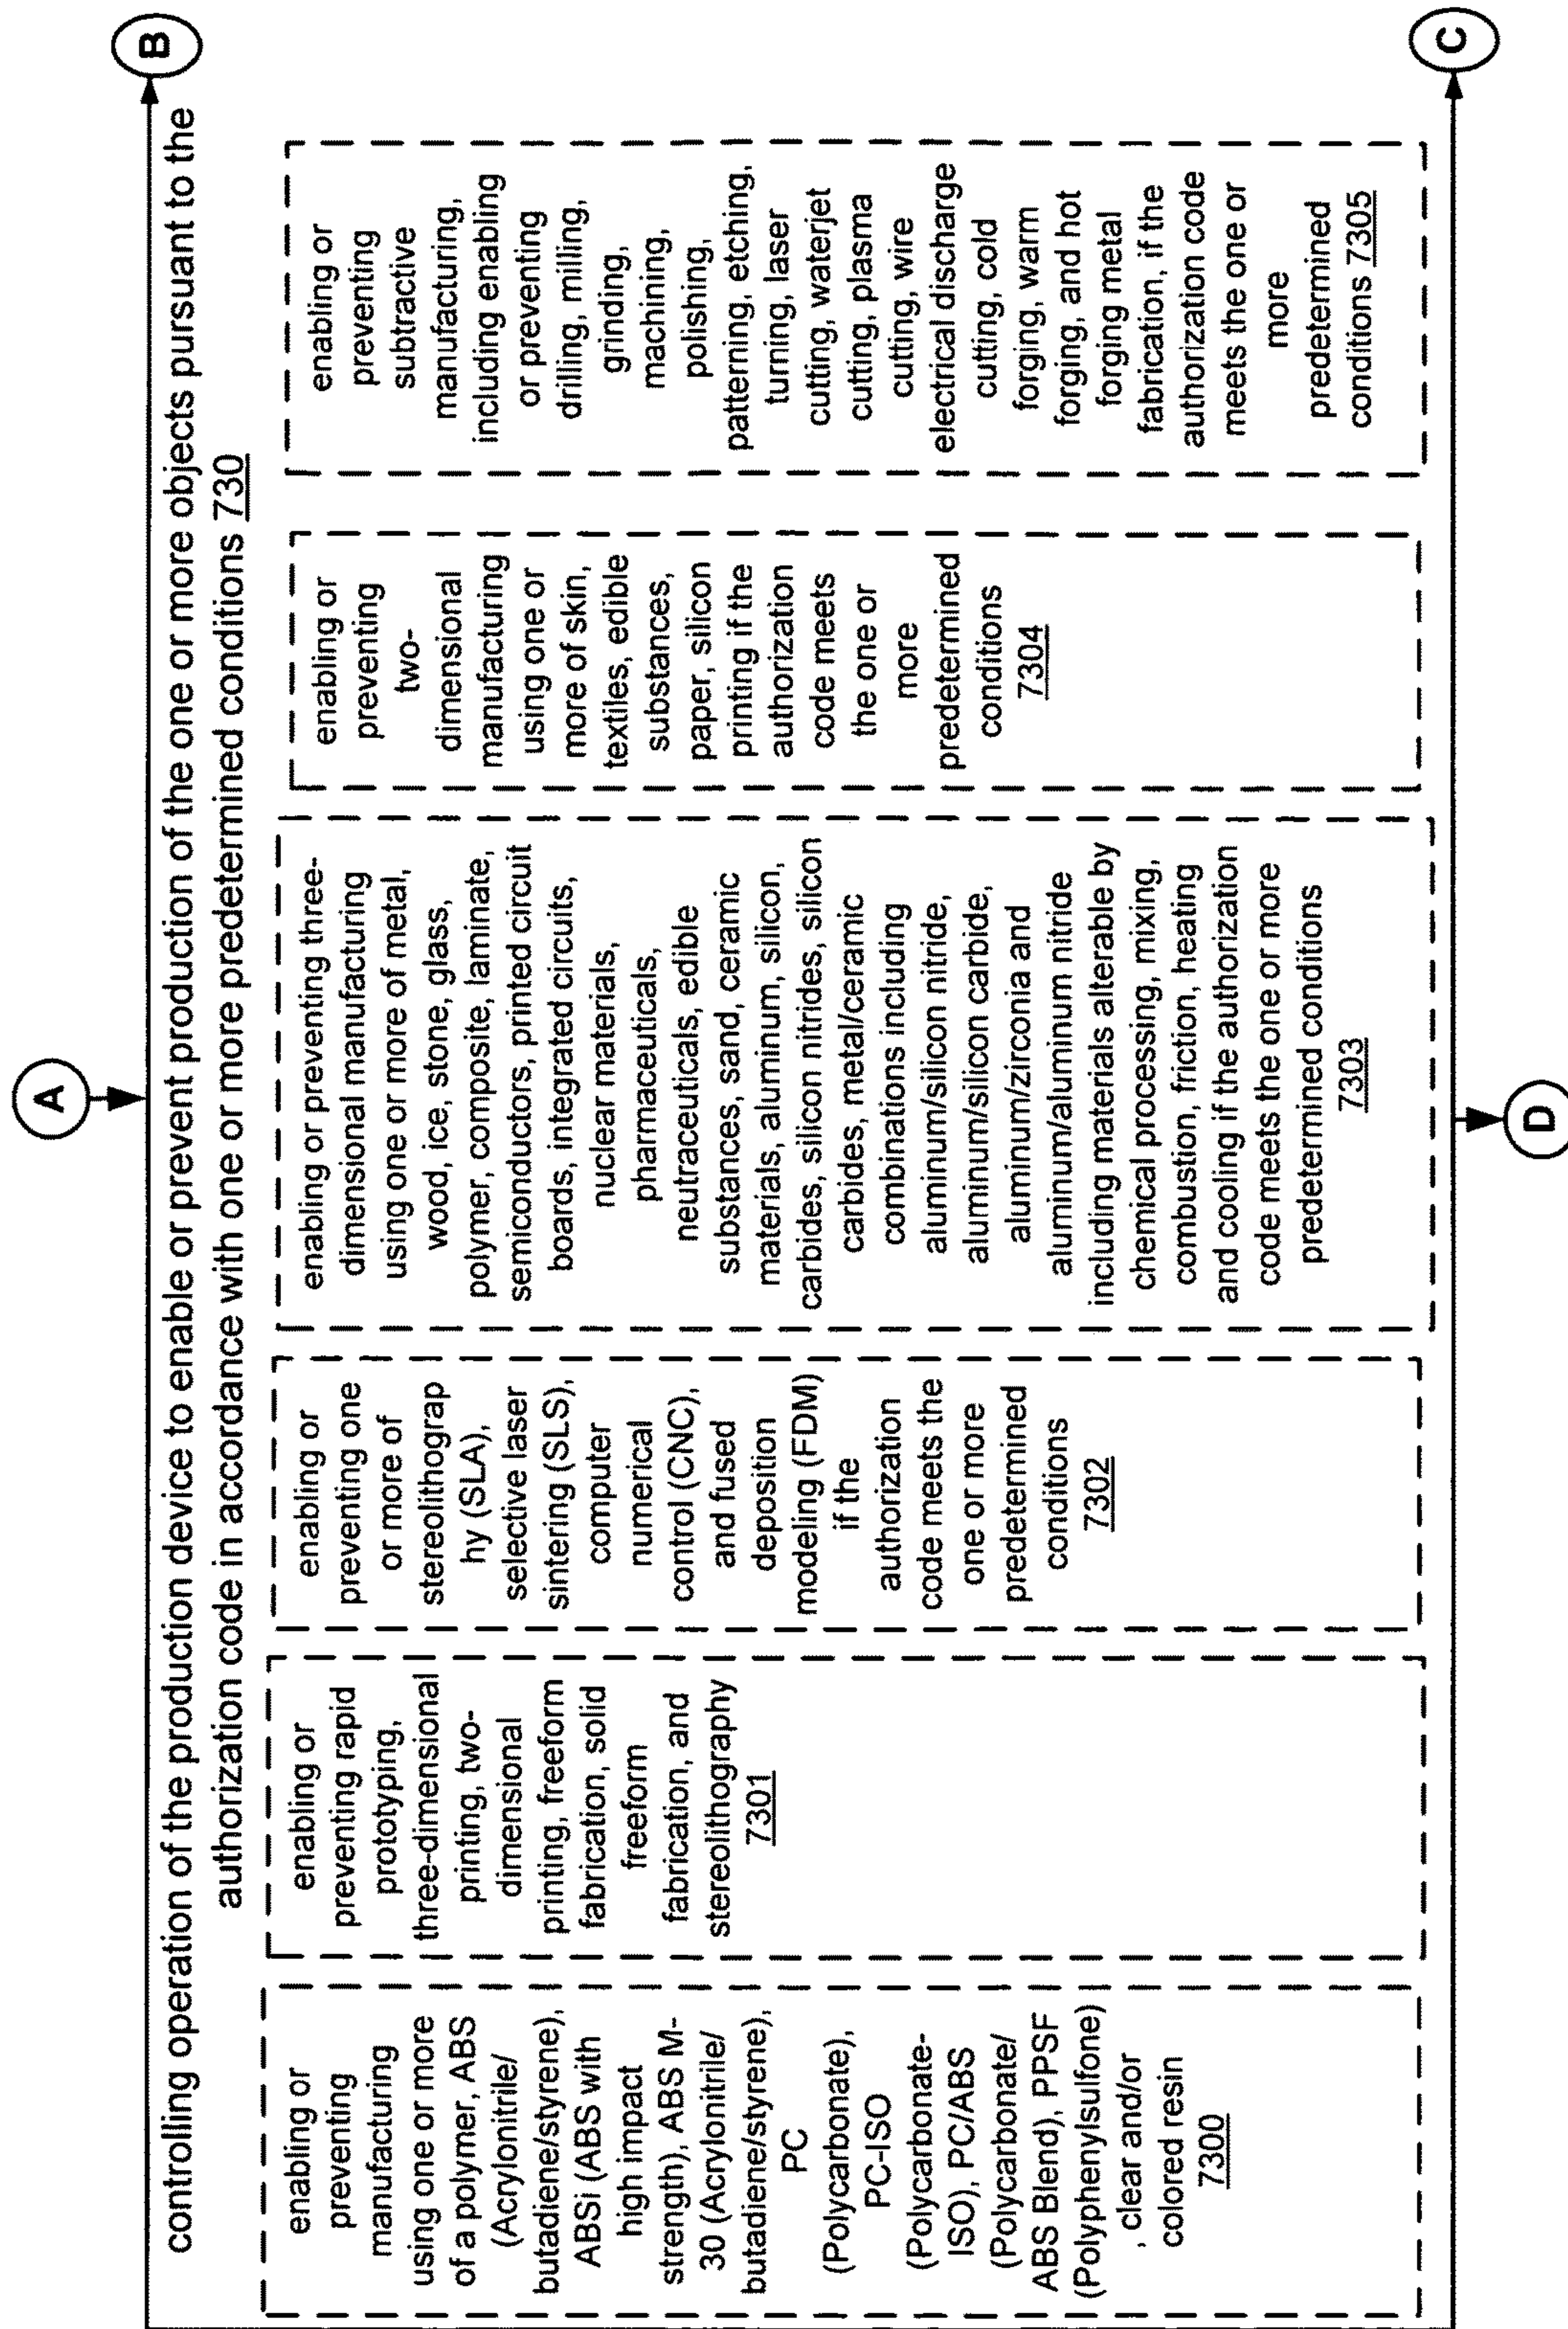 A
B
controlling operation of the production device to enable or prevent production of the one or more objects pursuant to the
authorization code in accordance with one or more predetermined conditions 730
enabling or
preventing
manufacturing
using one or more
of a polymer, ABS
(Acrylonitrile/
butadiene/styrene),
ABSi (ABS with
high impact
strength), ABS M-
30 (Acrylonitrile/
butadiene/styrene),
PC
(Polycarbonate),
PC-ISO
(Polycarbonate-
ISO), PC/ABS
(Polycarbonate/
ABS Blend), PPSF
(Polyphenylsulfone)
, clear and/or
colored resin
7300
enabling or
preventing rapid
prototyping,
three-dimensional
printing, two-
dimensional
printing, freeform
fabrication, solid
freeform
fabrication, and
stereolithography
7301
enabling or
preventing one
or more of
stereolithograp
hy (SLA),
selective laser
sintering (SLS),
computer
numerical
control (CNC),
and fused
deposition
modeling (FDM)
if the
authorization
code meets the
one or more
predetermined
conditions
7302
enabling or preventing three-
dimensional manufacturing
using one or more of metal,
wood, ice, stone, glass,
polymer, composite, laminate,
semiconductors, printed circuit
boards, integrated circuits,
nuclear materials,
pharmaceuticals,
neutraceuticals, edible
substances, sand, ceramic
materials, aluminum, silicon,
carbides, silicon nitrides, silicon
carbides, metal/ceramic
combinations including
aluminum/silicon nitride,
aluminum/silicon carbide,
aluminum/zirconia and
aluminum/aluminum nitride
including materials alterable by
chemical processing, mixing,
combustion, friction, heating
and cooling if the authorization
code meets the one or more
predetermined conditions
7303
enabling or
preventing
two-
dimensional
manufacturing
using one or
more of skin,
textiles, edible
substances,
paper, silicon
printing if the
authorization
code meets
the one or
more
predetermined
conditions
7304
enabling or
preventing
subtractive
manufacturing,
including enabling
or preventing
drilling, milling,
grinding,
machining,
polishing,
patterning, etching,
turning, laser
cutting, waterjet
cutting, plasma
cutting, wire
electrical discharge
cutting, cold
forging, warm
forging, and hot
forging metal
fabrication, if the
authorization code
meets the one or
more
predetermined
conditions 7305
D
C